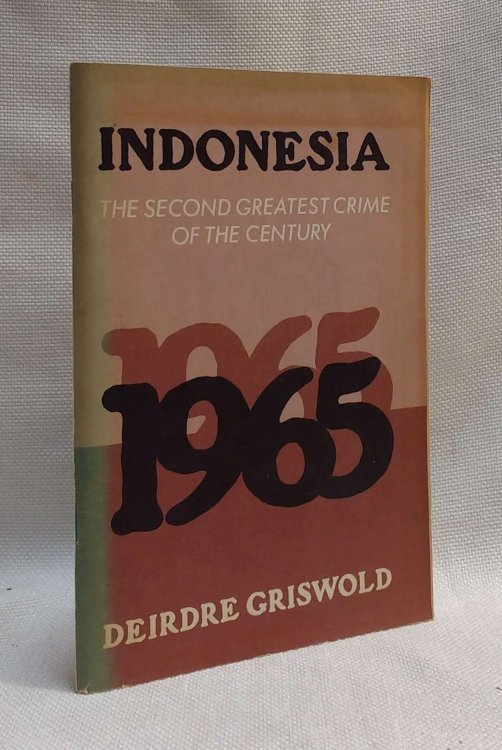 INDONESIA
THE SECOND GREATEST CRIME
OF THE CENTURY
1965
1965
DEIRDRE GRISWOLD